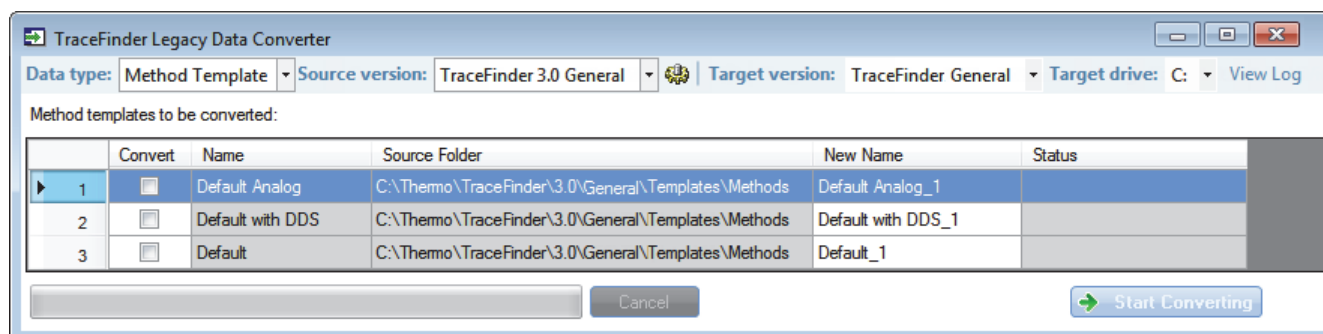 TraceFinder Legacy Data Converter
Data type: Method Template Source version: TraceFinder 3.0 General Target version: TraceFinder General Target drive: C: View Log
Method templates to be converted:
Convert Name Source Folder New Name Status
1 Default Analog C:\Thermo\TraceFinder\3.0\General\Templates\Methods Default Analog_1
2 Default with DDS C:\Thermo\TraceFinder\3.0\General\Templates\Methods Default with DDS_1
3 Default C:\Thermo\TraceFinder\3.0\General\Templates\Methods Default_1
Cancel Start Converting